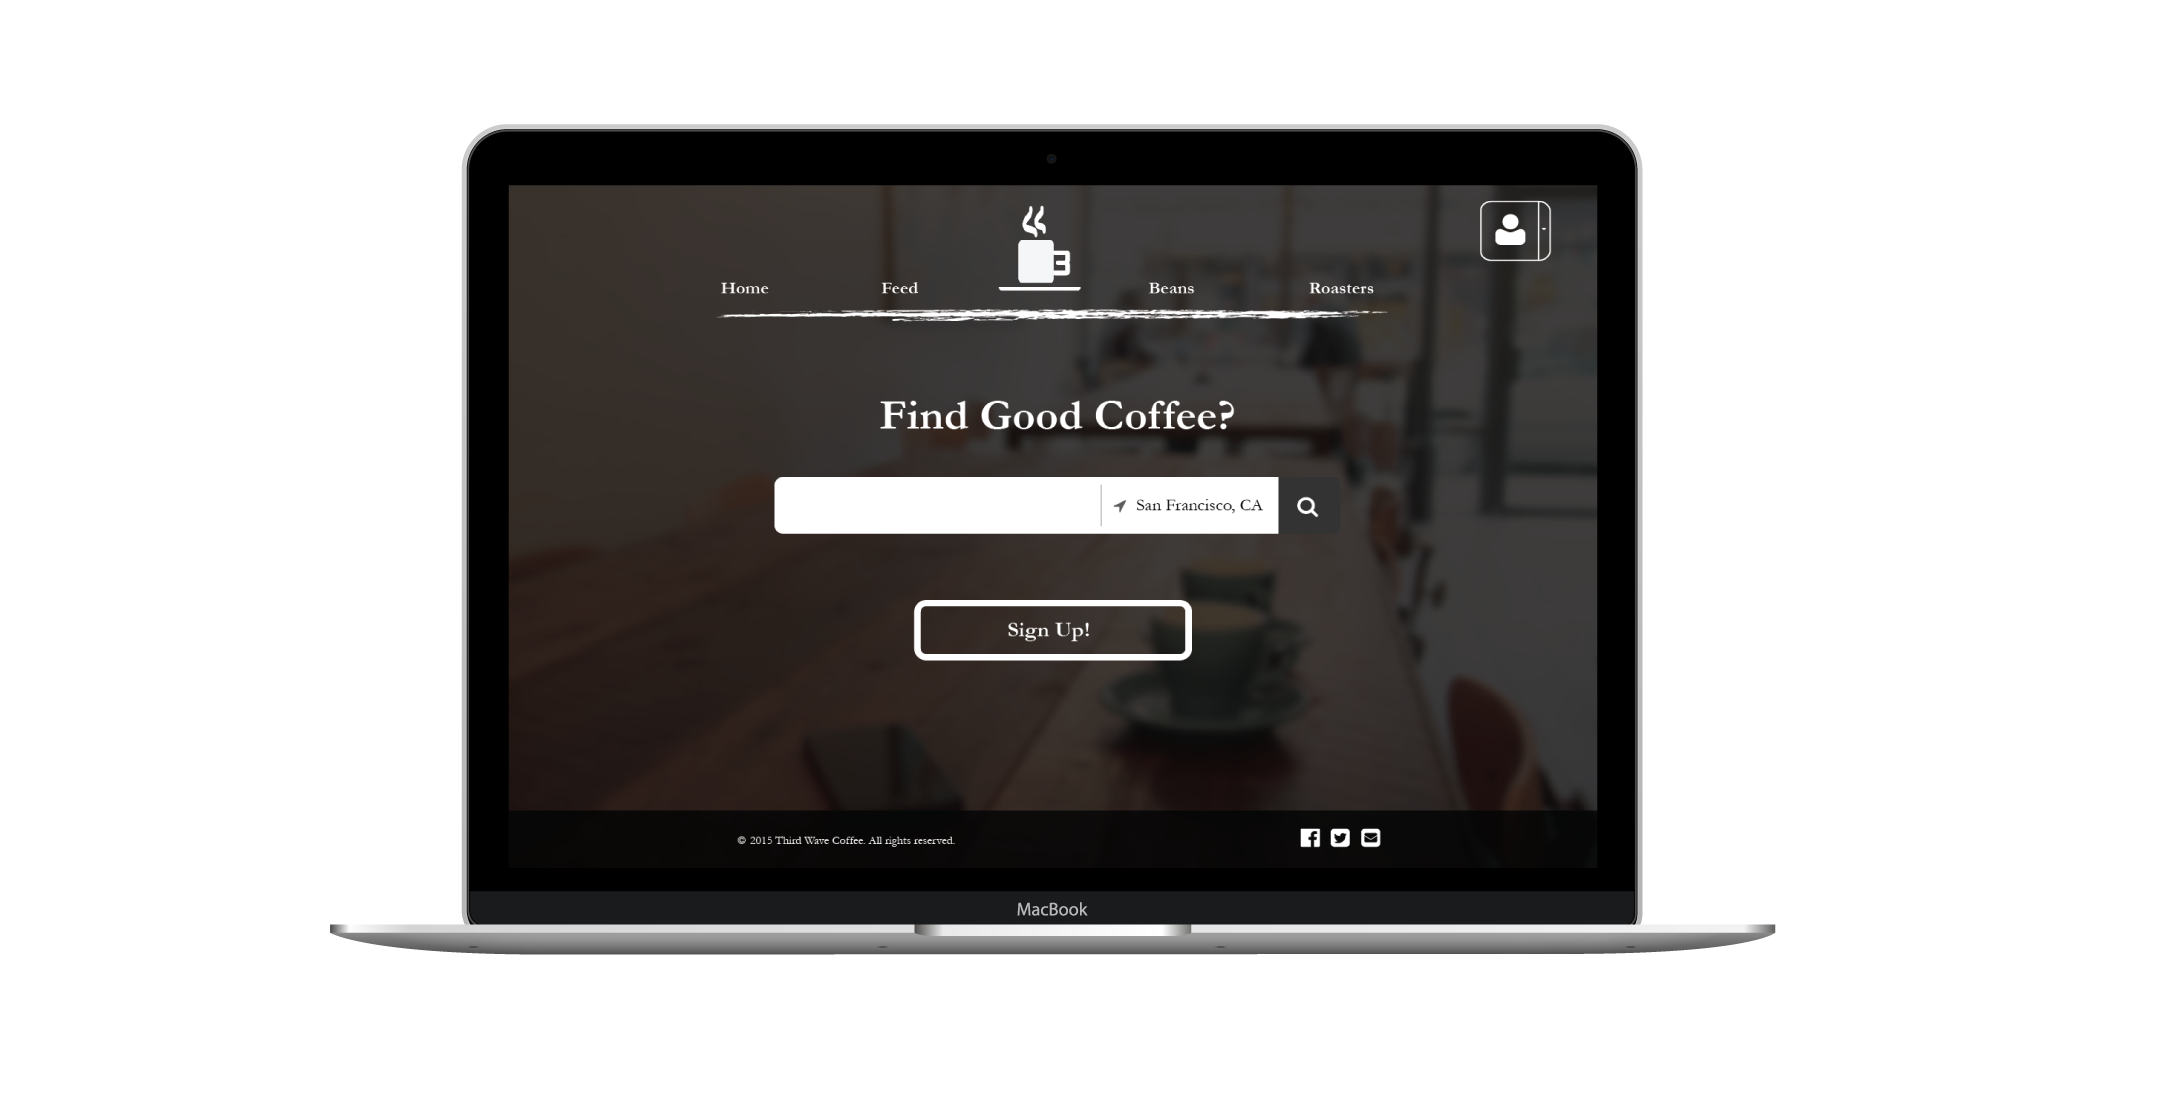 Home
Feed
Beans
Roasters
Find Good Coffee?
San Francisco, CA
Sign Up!
© 2015 Third Wave Coffee. All rights reserved.
MacBook